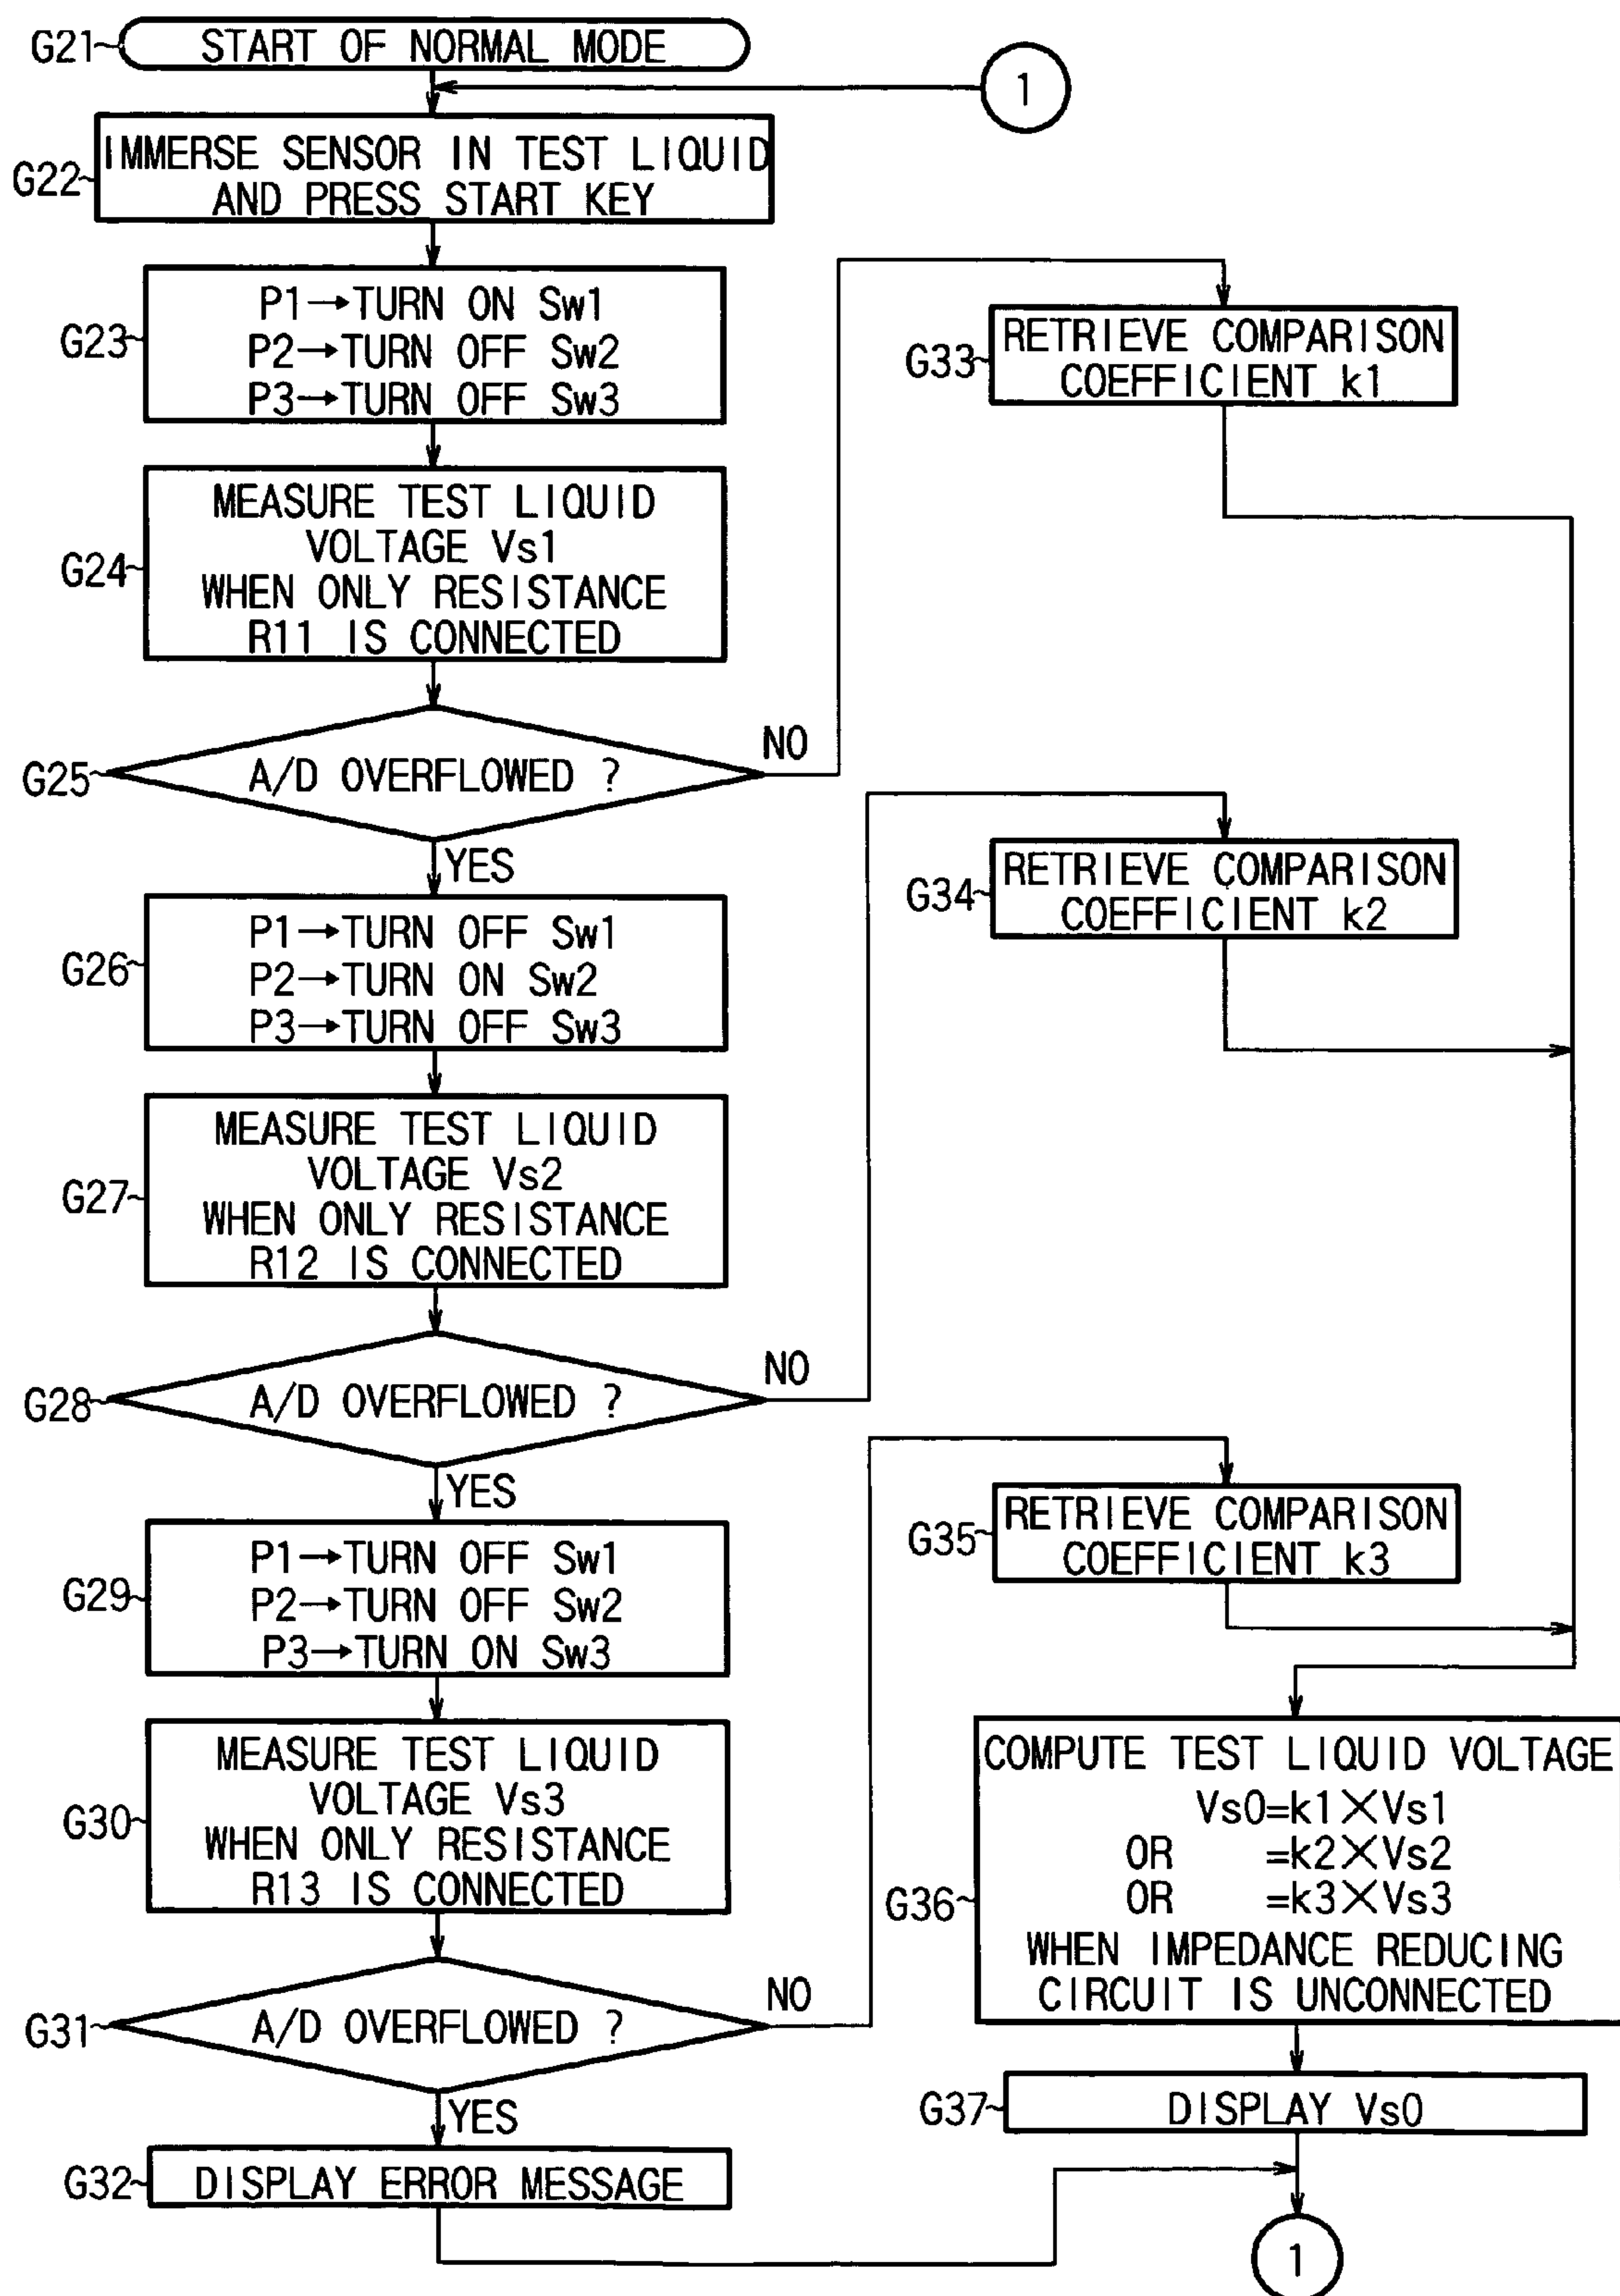 G21 START OF NORMAL MODE
1
G22 IMMERSE SENSOR IN TEST LIQUID
AND PRESS START KEY
G23
P1→TURN ON Sw1
P2→TURN OFF Sw2
P3→TURN OFF Sw3
G24
MEASURE TEST LIQUID
VOLTAGE Vs1
WHEN ONLY RESISTANCE
R11 IS CONNECTED
G25 A/D OVERFLOWED ?
NO
YES
G33
RETRIEVE COMPARISON
COEFFICIENT k1
G26
P1→TURN OFF Sw1
P2→TURN ON Sw2
P3→TURN OFF Sw3
G27
MEASURE TEST LIQUID
VOLTAGE Vs2
WHEN ONLY RESISTANCE
R12 IS CONNECTED
G28 A/D OVERFLOWED ?
NO
YES
G34
RETRIEVE COMPARISON
COEFFICIENT k2
G29
P1→TURN OFF Sw1
P2→TURN OFF Sw2
P3→TURN ON Sw3
G30
MEASURE TEST LIQUID
VOLTAGE Vs3
WHEN ONLY RESISTANCE
R13 IS CONNECTED
G31 A/D OVERFLOWED ?
NO
YES
G35
RETRIEVE COMPARISON
COEFFICIENT k3
G32 DISPLAY ERROR MESSAGE
G36
COMPUTE TEST LIQUID VOLTAGE
Vs0=k1×Vs1
OR =k2×Vs2
OR =k3×Vs3
WHEN IMPEDANCE REDUCING
CIRCUIT IS UNCONNECTED
G37 DISPLAY Vs0
1